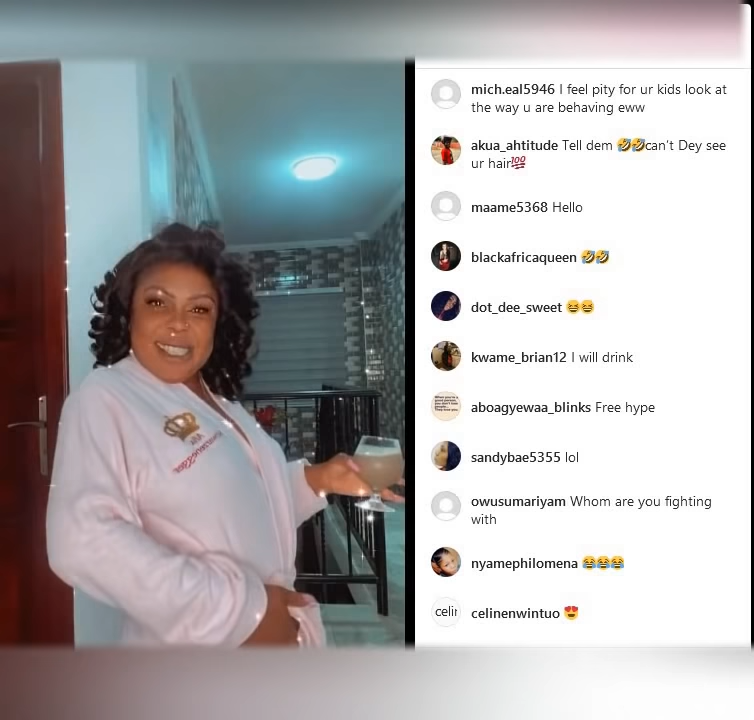 mich.eal5946 I feel pity for ur kids look at
the way u are behaving eww
akua_ahtitude Tell dem 🤣🤣can't Dey see
ur hair💯
maame5368 Hello
blackafricaqueen 🤣🤣
dot_dee_sweet 😆😆
kwame_brian12 I will drink
aboagyewaa_blinks Free hype
sandybae5355 lol
owusumariyam Whom are you fighting
with
nyamephilomena 😂😂😂
celin
celinenwintuo 😍